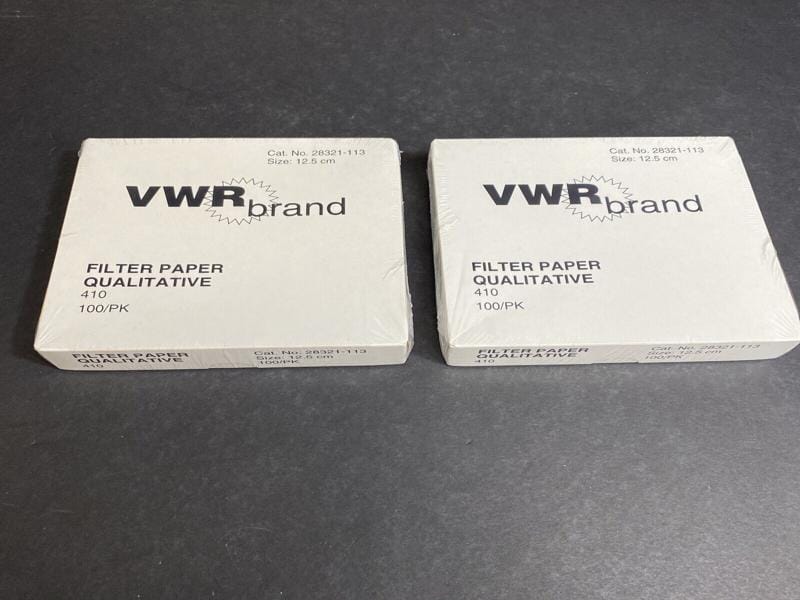 Cat. No. 28321-113
Size: 12.5 cm
VWRbrand
FILTER PAPER
QUALITATIVE
410
100/PK
FILTER PAPER
QUALITATIVE
410
Cat. No. 28321-113
Size: 12.5 cm
100/PK
Cat. No. 28321-113
Size: 12.5 cm
VWRbrand
FILTER PAPER
QUALITATIVE
410
100/PK
FILTER PAPER
QUALITATIVE
410
Cat. No. 28321-113
Size: 12.5 cm
100/PK